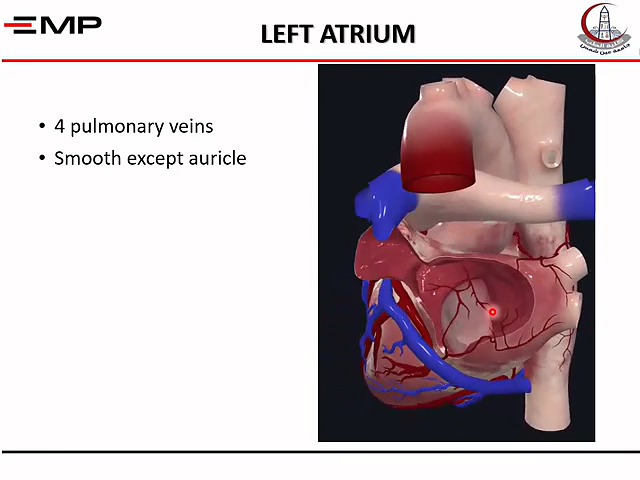 EMP
LEFT ATRIUM
• 4 pulmonary veins
• Smooth except auricle